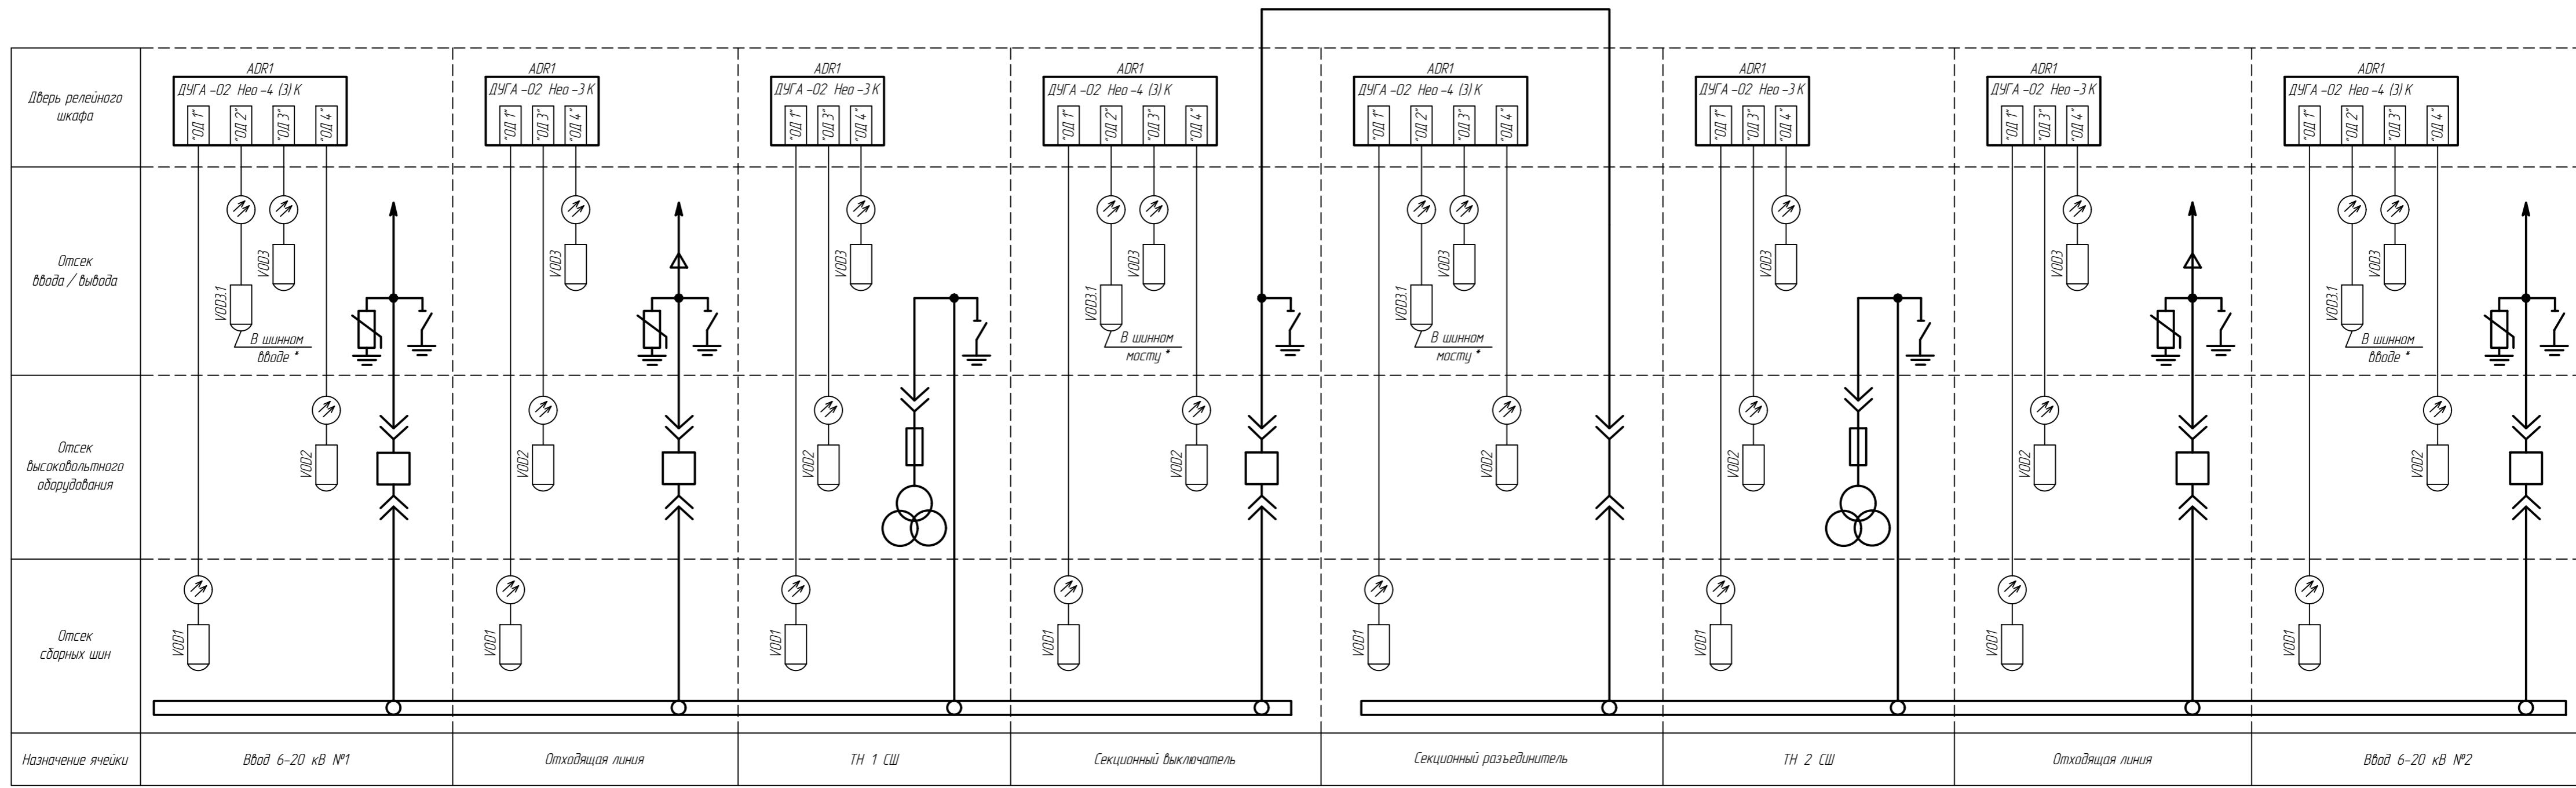 Дверь релейного
шкафа
ADR1
ДУГА -О2 Нео -4 (3) К
"ОД 1"
"ОД 2"
"ОД 3"
"ОД 4"
ADR1
ДУГА -О2 Нео -3 К
"ОД 1"
"ОД 3"
"ОД 4"
ADR1
ДУГА -О2 Нео -3 К
"ОД 1"
"ОД 3"
"ОД 4"
ADR1
ДУГА -О2 Нео -4 (3) К
"ОД 1"
"ОД 2"
"ОД 3"
"ОД 4"
ADR1
ДУГА -О2 Нео -4 (3) К
"ОД 1"
"ОД 2"
"ОД 3"
"ОД 4"
ADR1
ДУГА -О2 Нео -3 К
"ОД 1"
"ОД 3"
"ОД 4"
ADR1
ДУГА -О2 Нео -3 К
"ОД 1"
"ОД 3"
"ОД 4"
ADR1
ДУГА -О2 Нео -4 (3) К
"ОД 1"
"ОД 2"
"ОД 3"
"ОД 4"
Отсек
ввода / вывода
VOD3.1
VOD3
В шинном
вводе *
VOD3
VOD3
VOD3.1
VOD3
В шинном
мосту *
VOD3.1
VOD3
В шинном
мосту *
VOD3
VOD3
VOD3.1
VOD3
В шинном
вводе *
Отсек
высоковольтного
оборудования
VOD2
VOD2
VOD2
VOD2
VOD2
VOD2
VOD2
VOD2
Отсек
сборных шин
VOD1
VOD1
VOD1
VOD1
VOD1
VOD1
VOD1
VOD1
Назначение ячейки
Ввод 6-20 кВ №1
Отходящая линия
ТН 1 СШ
Секционный выключатель
Секционный разъединитель
ТН 2 СШ
Отходящая линия
Ввод 6-20 кВ №2